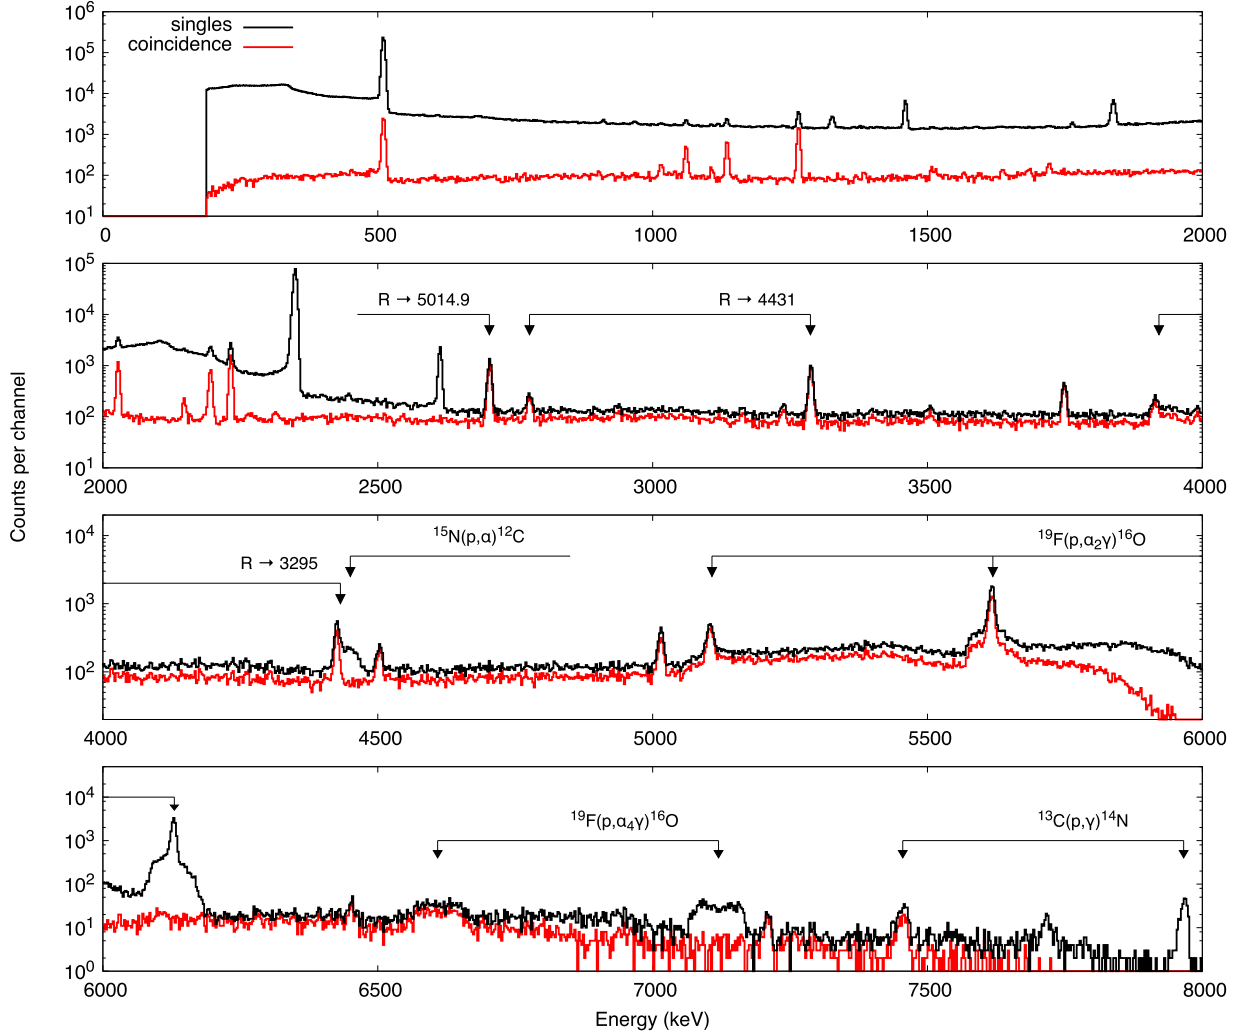 singles
coincidence
10⁶
10⁵
10⁴
10³
10²
10¹
0 500 1000 1500 2000
R → 5014.9
R → 4431
10⁵
10⁴
10³
10²
10¹
2000 2500 3000 3500 4000
Counts per channel
R → 3295
¹⁵N(p,α)¹²C
¹⁹F(p,α₂γ)¹⁶O
10⁴
10³
10²
4000 4500 5000 5500 6000
¹⁹F(p,α₄γ)¹⁶O
¹³C(p,γ)¹⁴N
10⁴
10³
10²
10¹
10⁰
6000 6500 7000 7500 8000
Energy (keV)